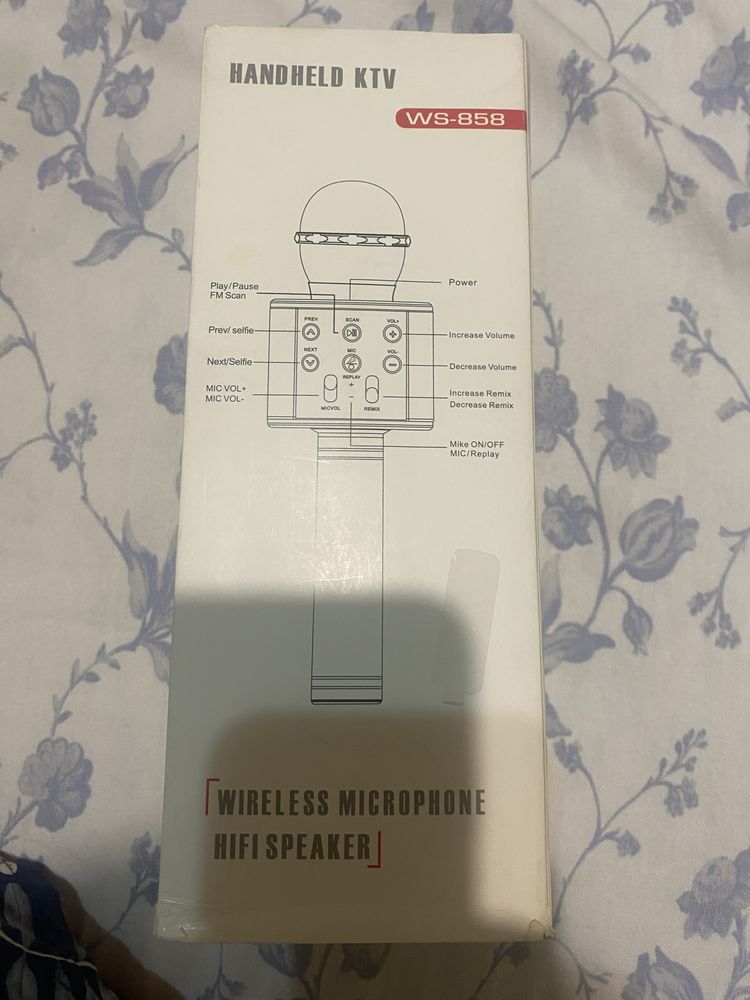 HANDHELD KTV
WS-858
Play/Pause
FM Scan
Power
Prev/ selfie
PREV
SCAN
VOL+
Increase Volume
Next/Selfie
NEXT
MIC
VOL-
Decrease Volume
REPLAY
+
-
MIC VOL+
MIC VOL-
MICVOL
REMIX
Increase Remix
Decrease Remix
Mike ON/OFF
MIC/Replay
WIRELESS MICROPHONE
HIFI SPEAKER